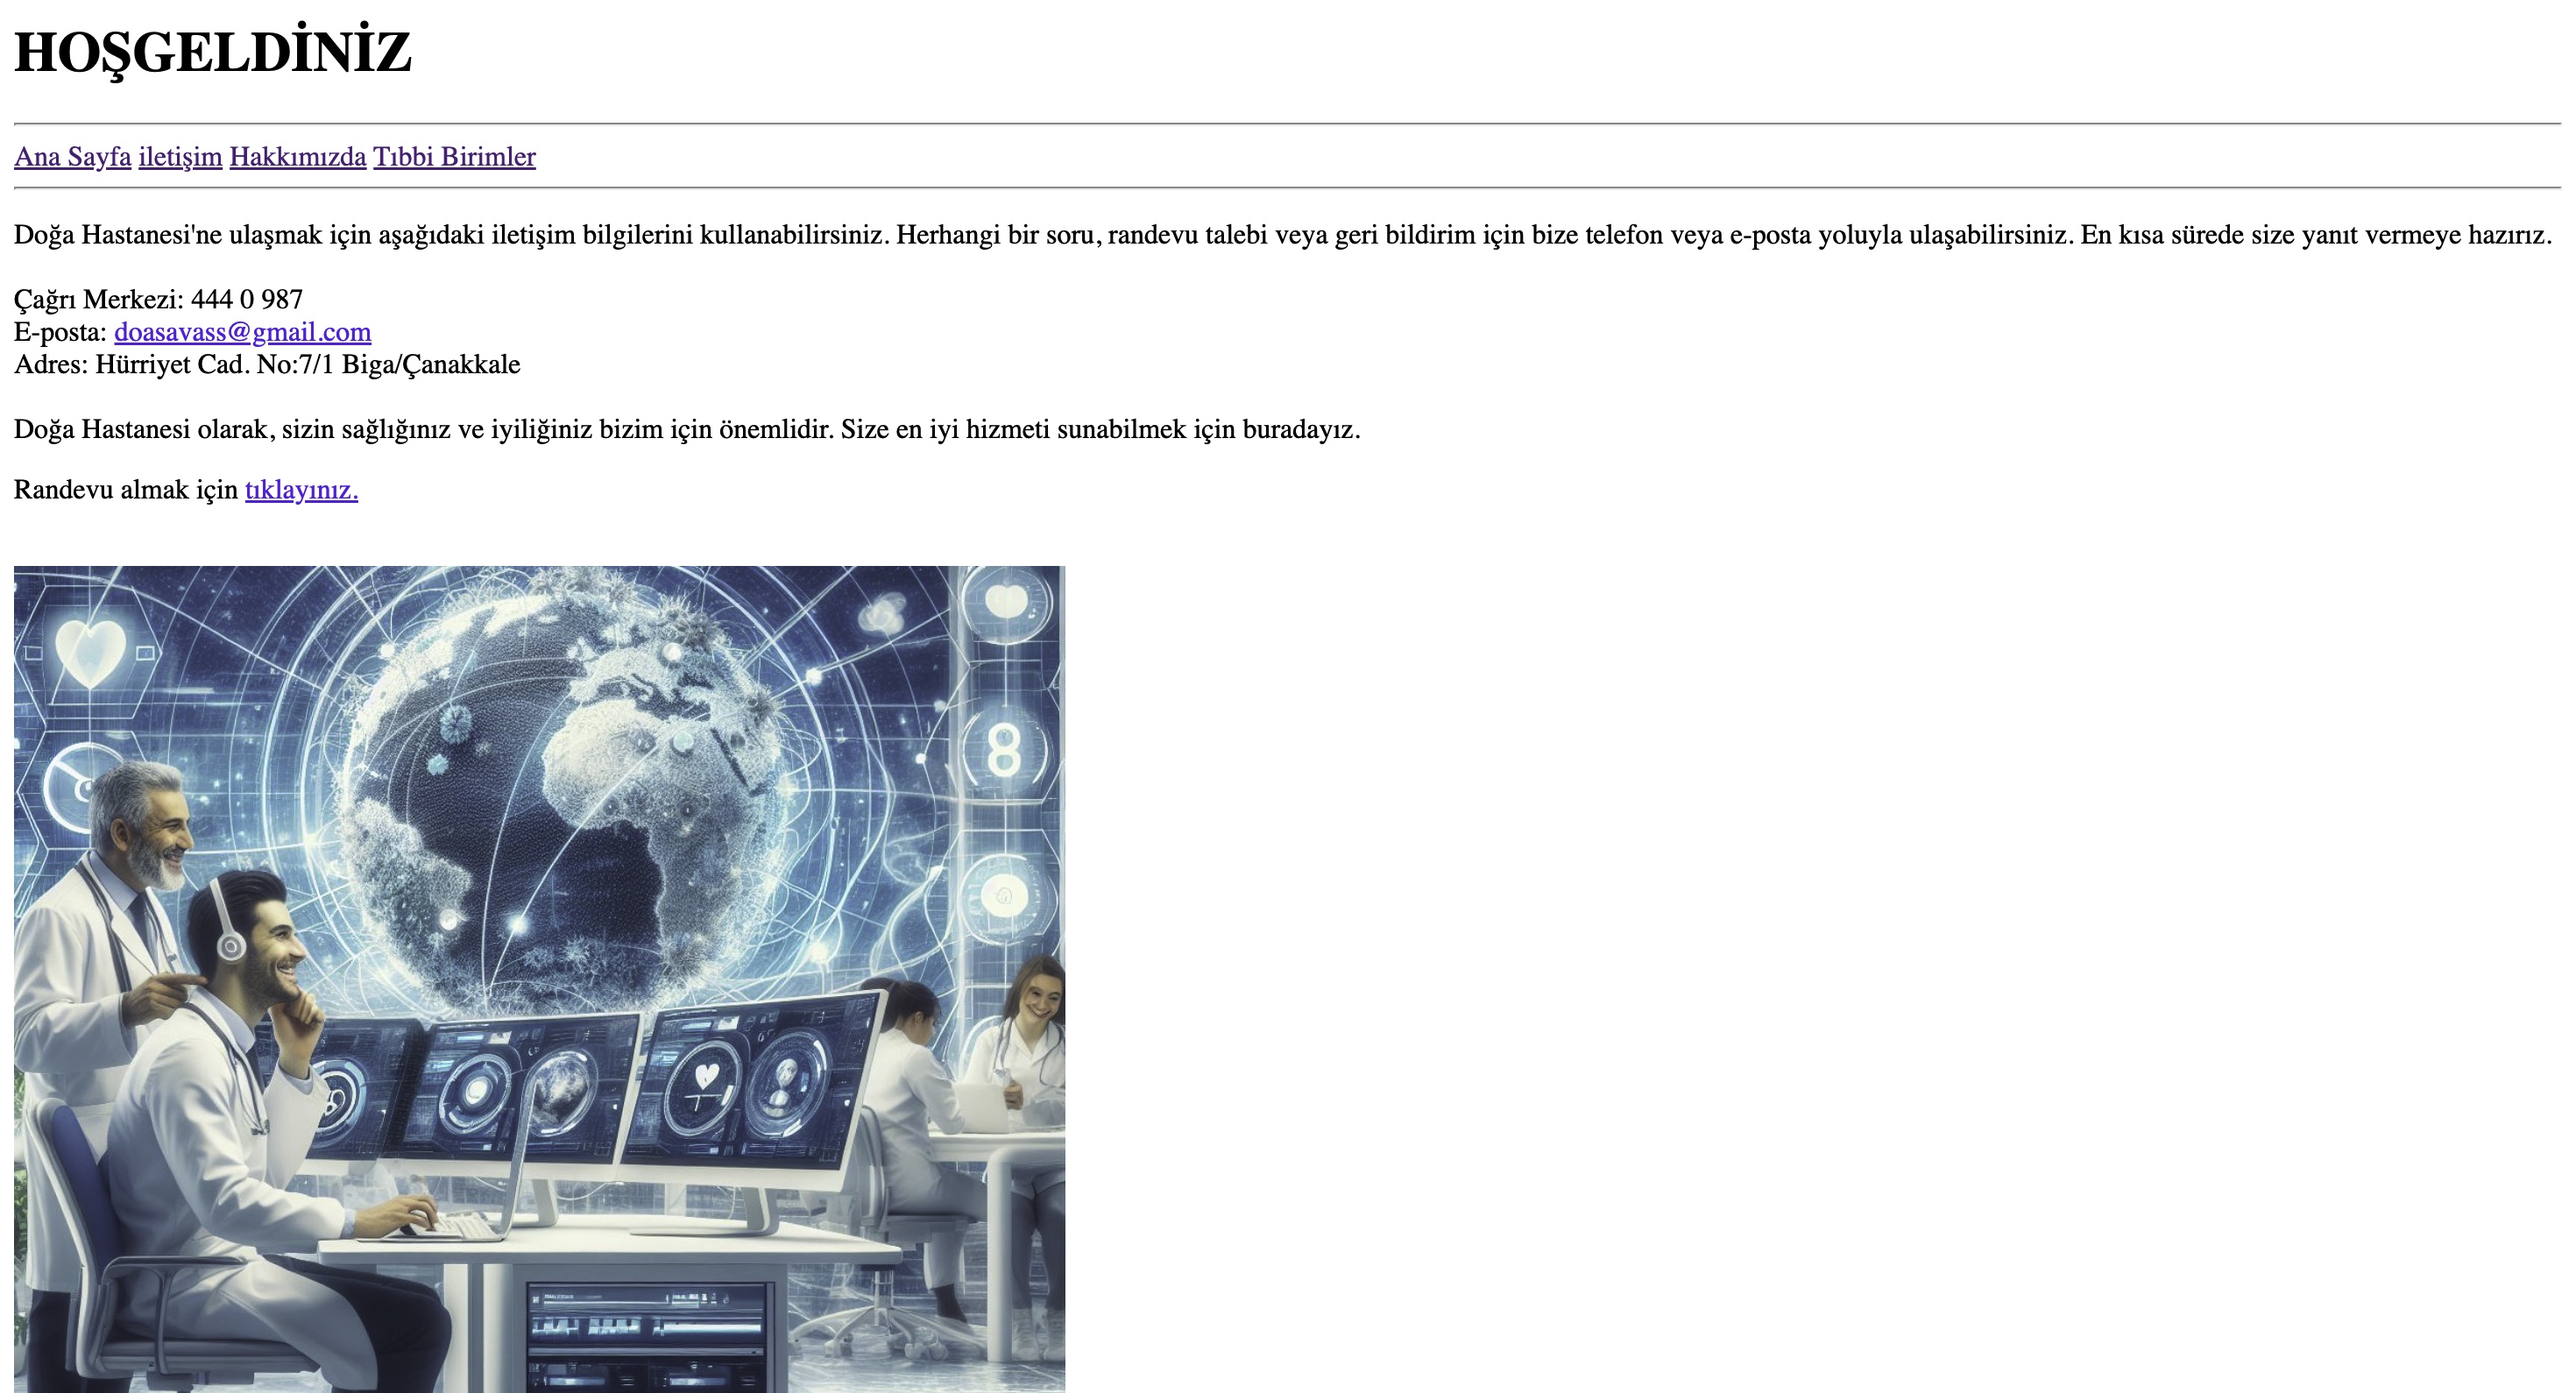 HOŞGELDİNİZ
Ana Sayfa iletişim Hakkımızda Tıbbi Birimler
Doğa Hastanesi'ne ulaşmak için aşağıdaki iletişim bilgilerini kullanabilirsiniz. Herhangi bir soru, randevu talebi veya geri bildirim için bize telefon veya e-posta yoluyla ulaşabilirsiniz. En kısa sürede size yanıt vermeye hazırız.
Çağrı Merkezi: 444 0 987
E-posta: doasavass@gmail.com
Adres: Hürriyet Cad. No:7/1 Biga/Çanakkale
Doğa Hastanesi olarak, sizin sağlığınız ve iyiliğiniz bizim için önemlidir. Size en iyi hizmeti sunabilmek için buradayız.
Randevu almak için tıklayınız.
8